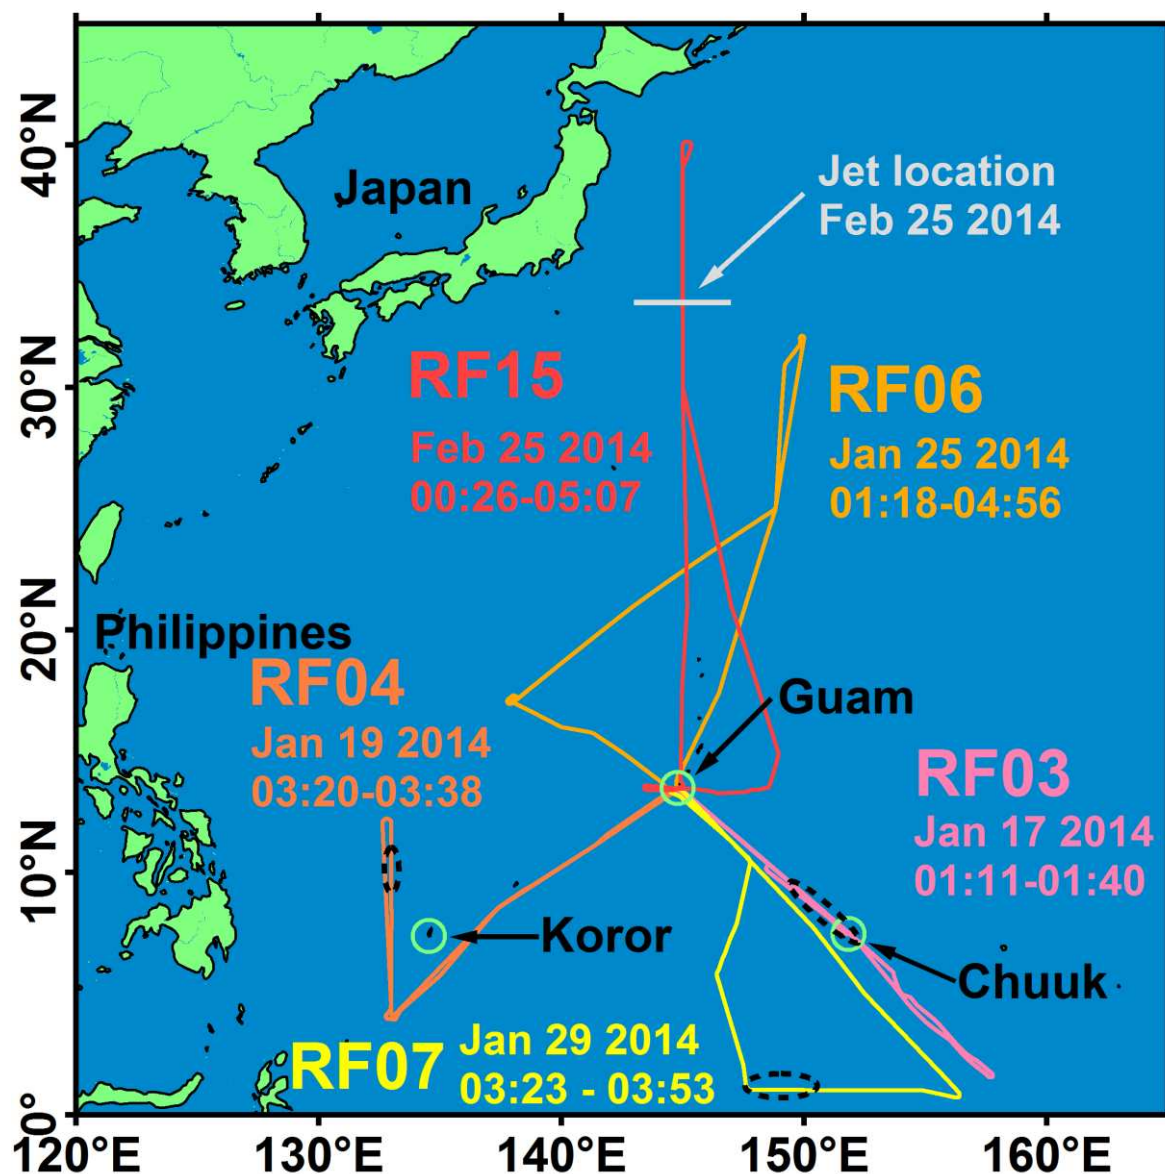 40°N
Japan
Jet location
Feb 25 2014
30°N
RF15
Feb 25 2014
00:26-05:07
RF06
Jan 25 2014
01:18-04:56
20°N
Philippines
RF04
Jan 19 2014
03:20-03:38
Guam
RF03
Jan 17 2014
01:11-01:40
10°N
Koror
Chuuk
RF07
Jan 29 2014
03:23 - 03:53
0°
120°E
130°E
140°E
150°E
160°E